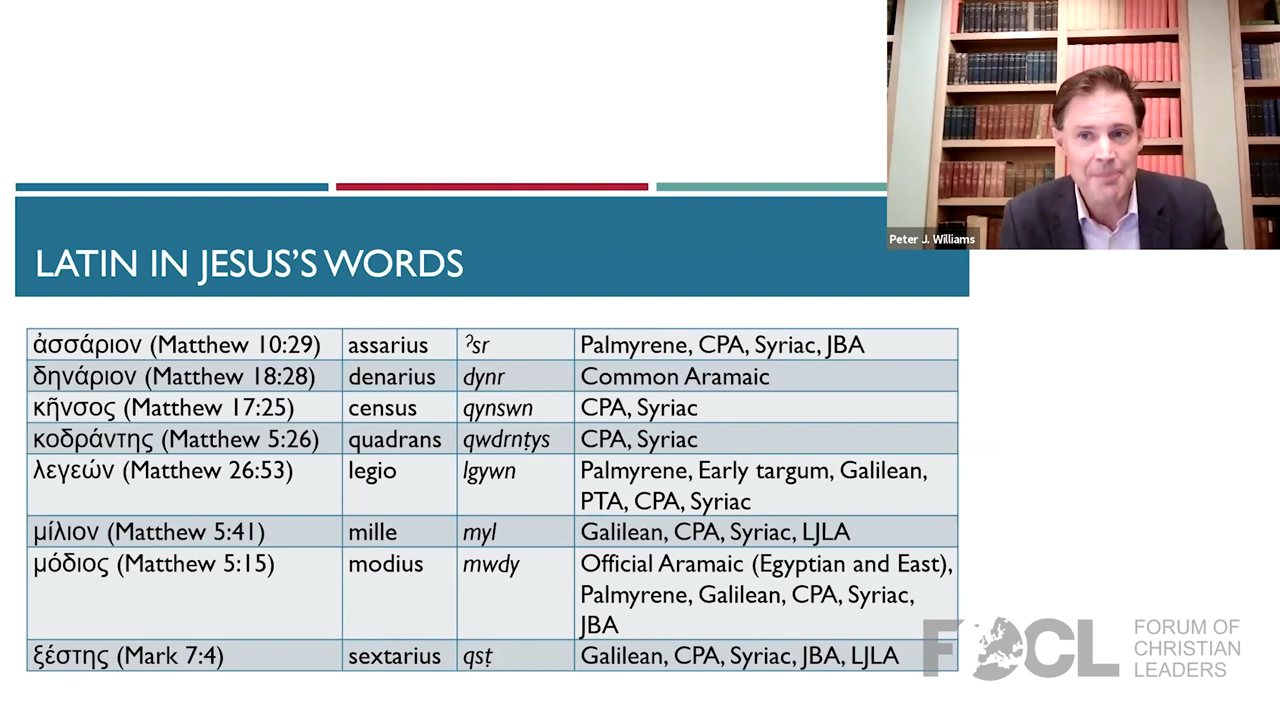 Peter J. Williams
LATIN IN JESUS’S WORDS
ἀσσάριον (Matthew 10:29) assarius ˀsr Palmyrene, CPA, Syriac, JBA
δηνάριον (Matthew 18:28) denarius dynr Common Aramaic
κῆνσος (Matthew 17:25) census qynswn CPA, Syriac
κοδράντης (Matthew 5:26) quadrans qwdrnṭys CPA, Syriac
λεγεών (Matthew 26:53) legio lgywn Palmyrene, Early targum, Galilean,
PTA, CPA, Syriac
μίλιον (Matthew 5:41) mille myl Galilean, CPA, Syriac, LJLA
μόδιος (Matthew 5:15) modius mwdy Official Aramaic (Egyptian and East),
Palmyrene, Galilean, CPA, Syriac,
JBA
ξέστης (Mark 7:4) sextarius qsṭ Galilean, CPA, Syriac, JBA, LJLA
FOCL
FORUM OF
CHRISTIAN
LEADERS